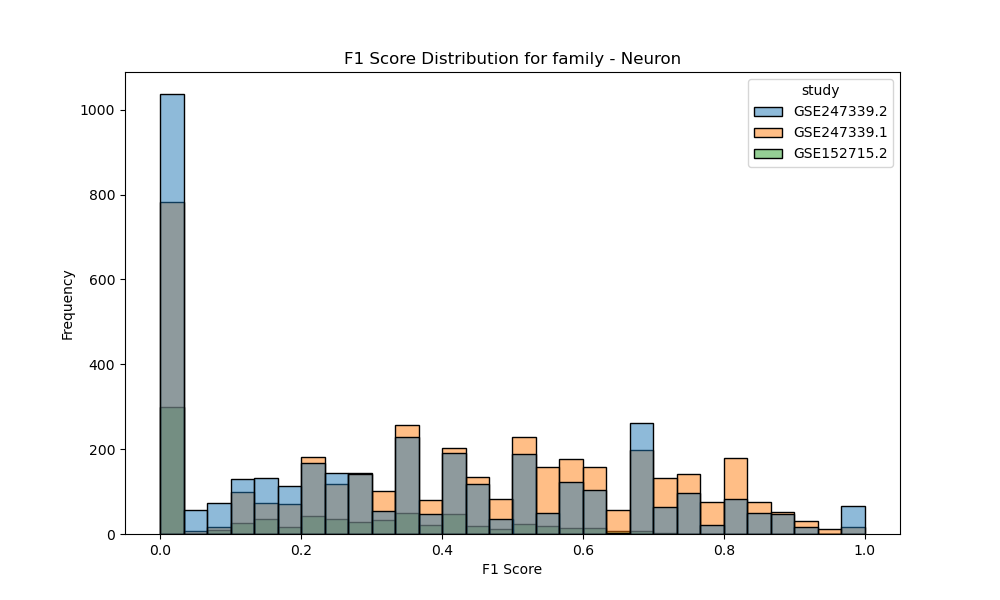 F1 Score Distribution for family - Neuron
study
GSE247339.2
GSE247339.1
GSE152715.2
Frequency
1000
800
600
400
200
0
0.0 0.2 0.4 0.6 0.8 1.0
F1 Score